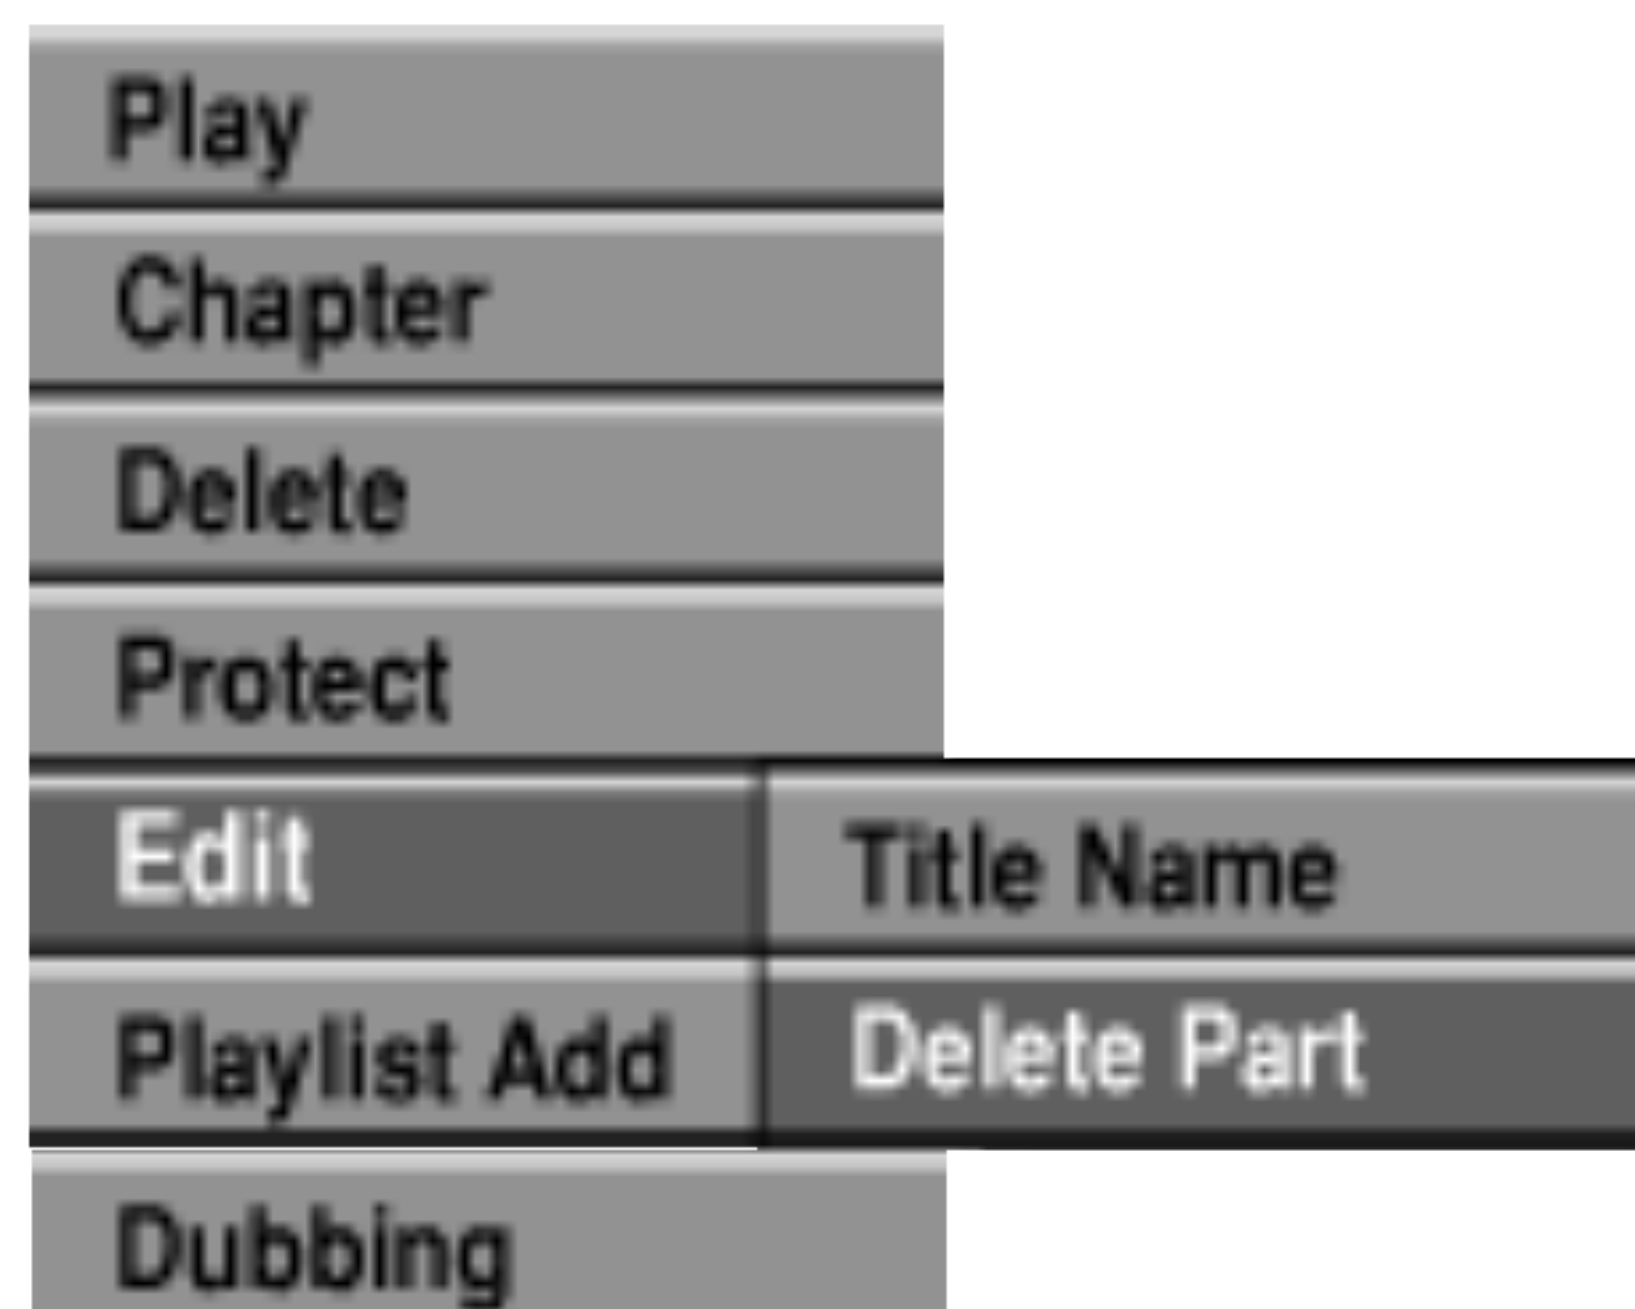 Play
Chapter
Delete
Protect
Edit
Title Name
Playlist Add
Delete Part
Dubbing